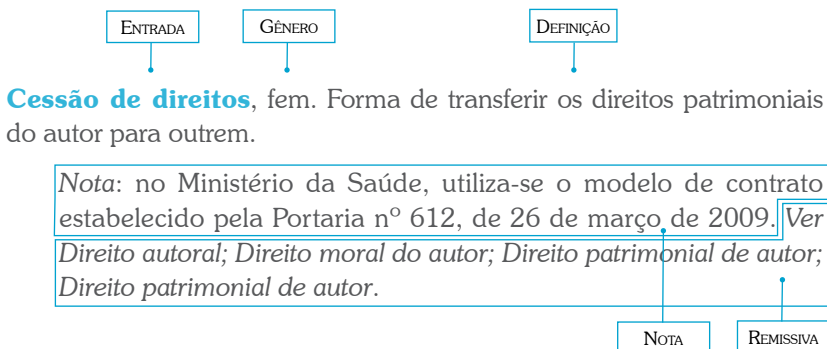 ENTRADA GÊNERO DEFINIÇÃO
Cessão de direitos, fem. Forma de transferir os direitos patrimoniais
do autor para outrem.
Nota: no Ministério da Saúde, utiliza-se o modelo de contrato
estabelecido pela Portaria nº 612, de 26 de março de 2009. Ver
Direito autoral; Direito moral do autor; Direito patrimonial de autor;
Direito patrimonial de autor.
NOTA REMISSIVA